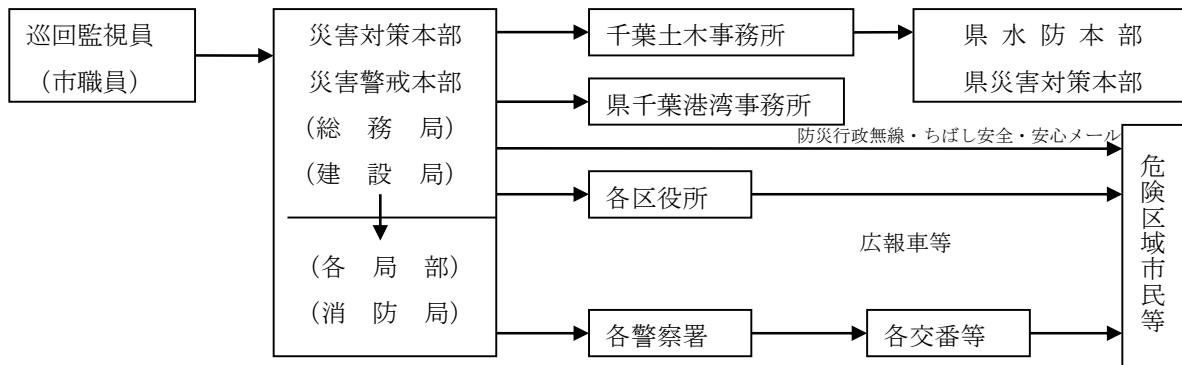 巡回監視員
（市職員）
災害対策本部
災害警戒本部
（総　務　局）
（建　設　局）
（各　局　部）
（消　防　局）
千葉土木事務所
県 水 防 本 部
県災害対策本部
県千葉港湾事務所
防災行政無線・ちばし安全・安心メール
各区役所
広報車等
各警察署
各交番等
危険区域市民等